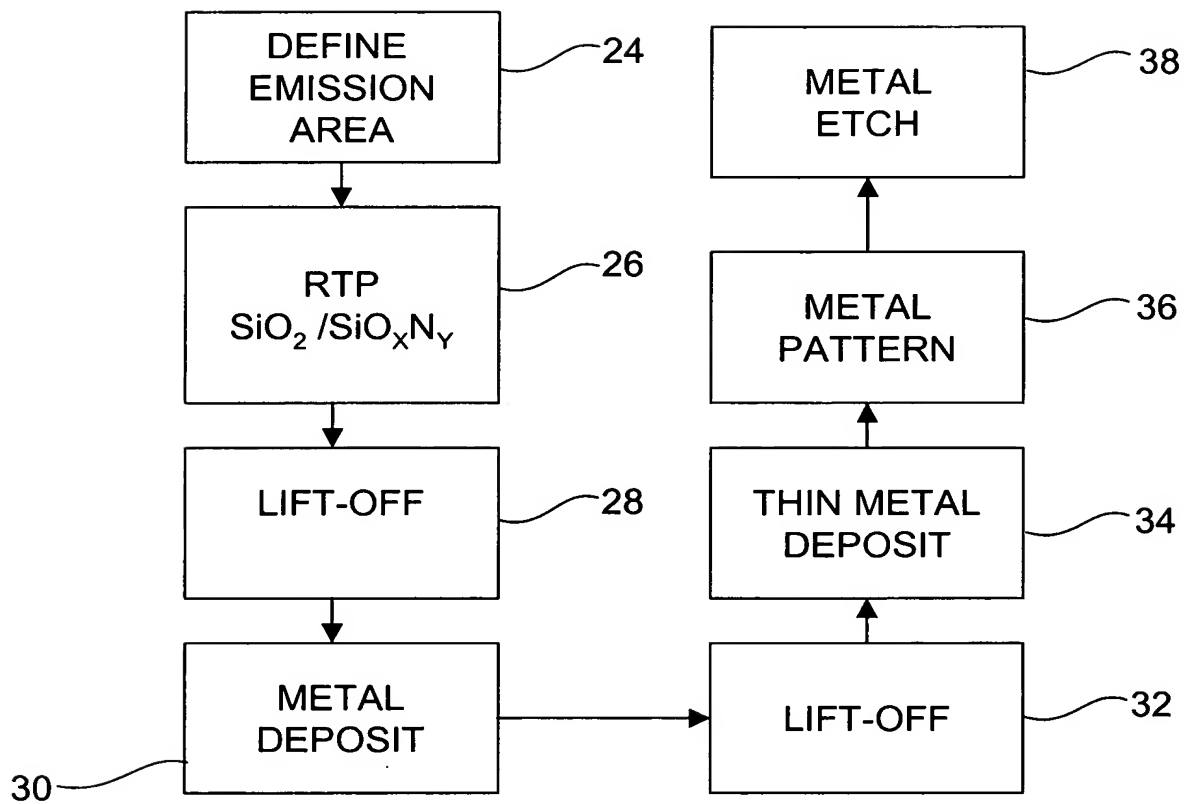 DEFINE
EMISSION
AREA
24
RTP
SiO₂ /SiOₓNᵧ
26
LIFT-OFF
28
METAL
DEPOSIT
30
LIFT-OFF
32
THIN METAL
DEPOSIT
34
METAL
PATTERN
36
METAL
ETCH
38